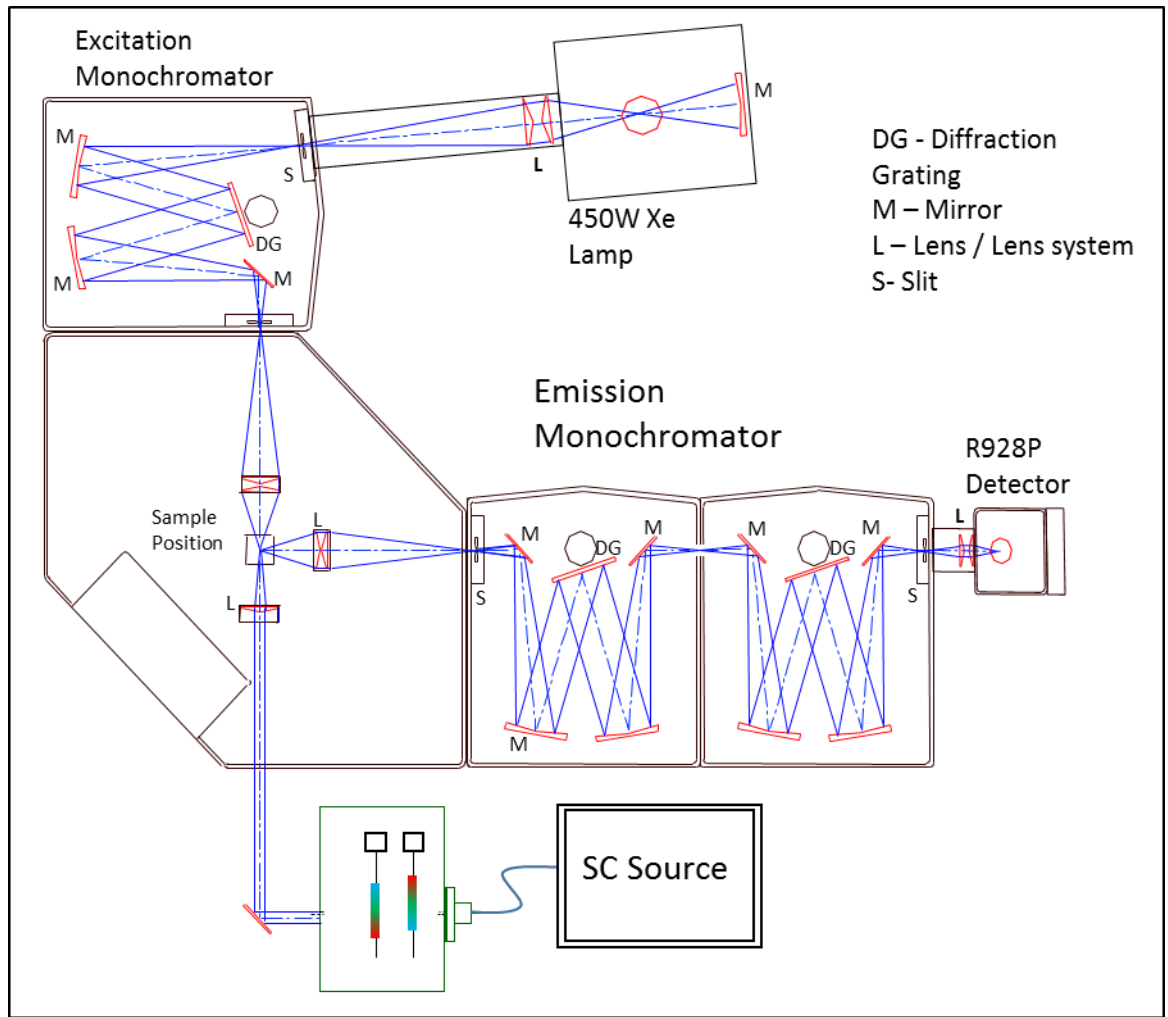 Excitation
Monochromator
M
M
S
L
DG
M
M
450W Xe
Lamp
DG - Diffraction
Grating
M – Mirror
L – Lens / Lens system
S- Slit
Emission
Monochromator
R928P
Detector
Sample
Position
L
L
S
M
DG
M
M
M
DG
M
S
L
M
SC Source